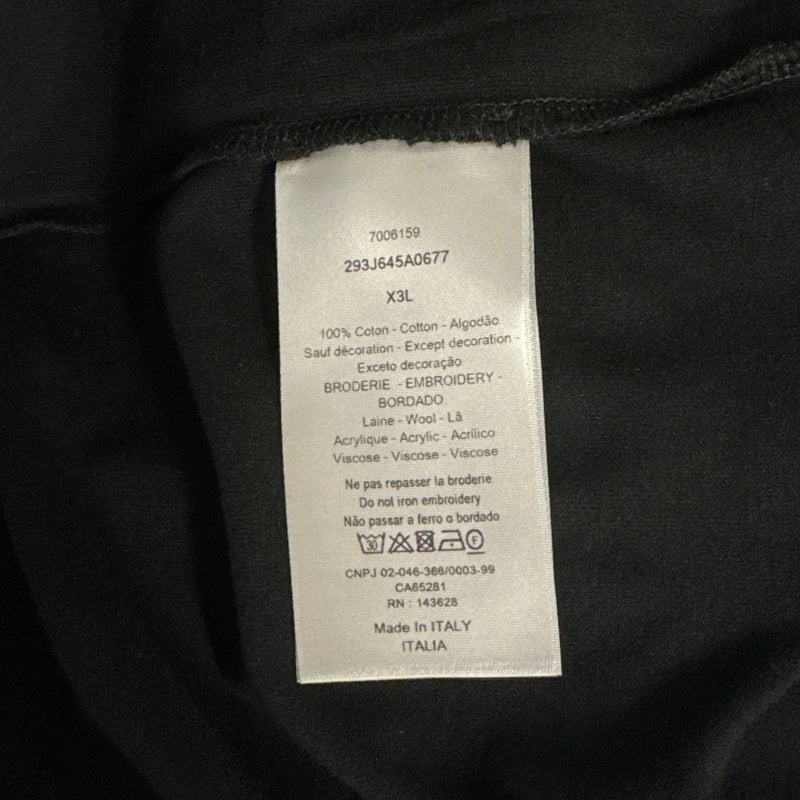 7006159
293J645A0677
X3L
100% Coton - Cotton - Algodão
Sauf décoration - Except decoration -
Exceto decoração
BRODERIE - EMBROIDERY -
BORDADO
Laine - Wool - Lã
Acrylique - Acrylic - Acrílico
Viscose - Viscose - Viscose
Ne pas repasser la broderie
Do not iron embroidery
Não passar a ferro o bordado
30 F
CNPJ 02-046-366/0003-99
CA65281
RN : 143628
Made In ITALY
ITALIA